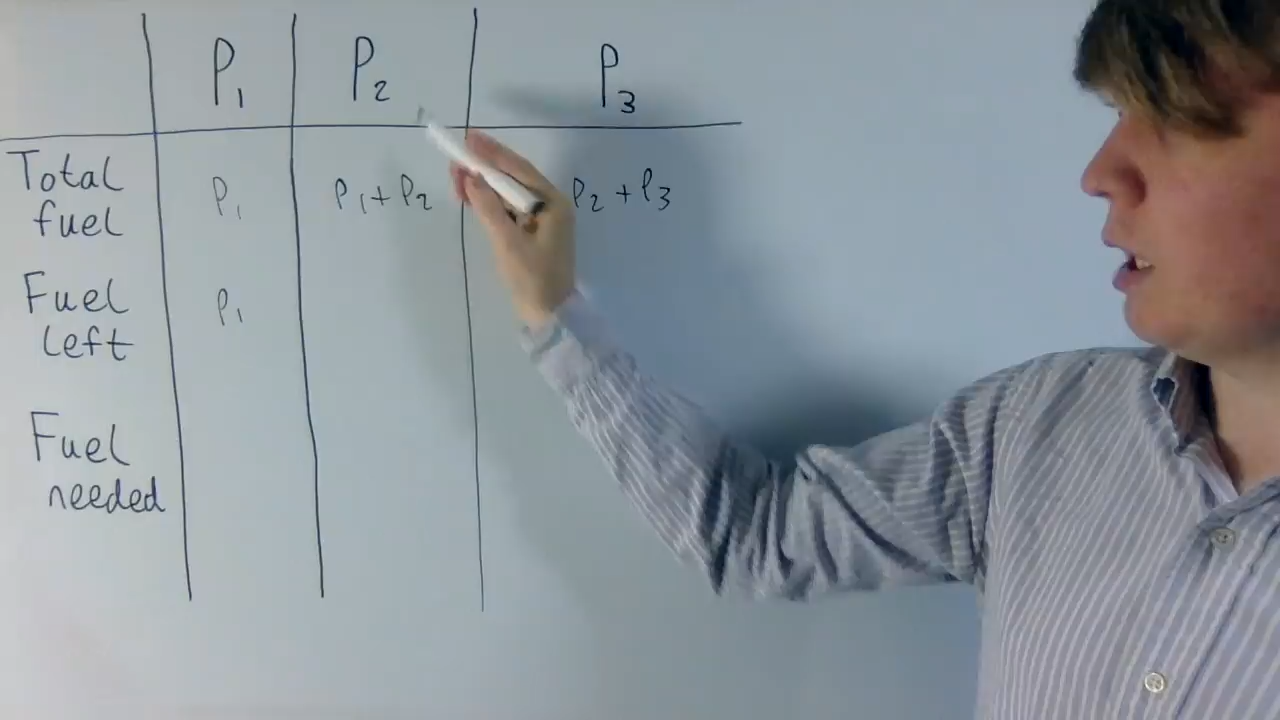 P₁ P₂ P₃
Total fuel P₁ P₁+P₂ P₂+P₃
Fuel left P₁
Fuel needed